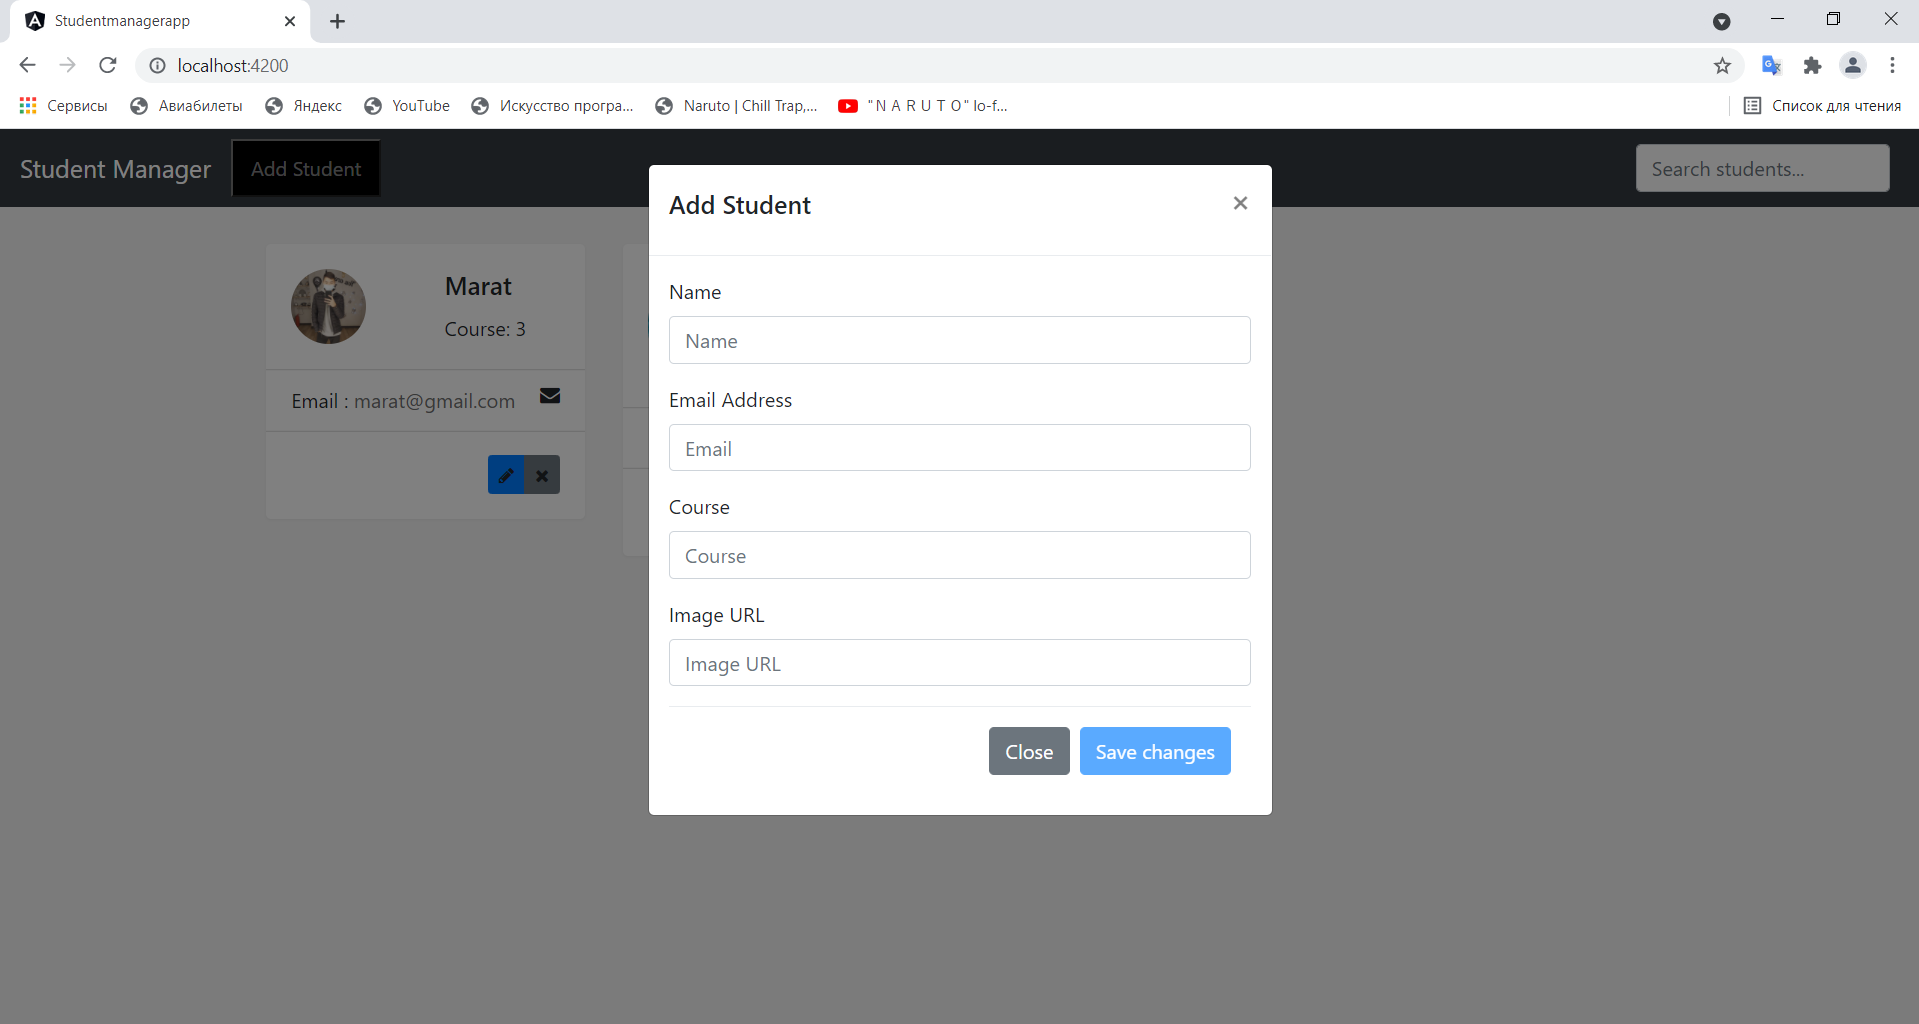 Studentmanagerapp
localhost:4200
Сервисы Авиабилеты Яндекс YouTube Искусство програ... Naruto | Chill Trap,... "N A R U T O" lo-f... Список для чтения
Student Manager Add Student Search students...
Add Student
Marat
Course: 3
Email : marat@gmail.com
Name
Name
Email Address
Email
Course
Course
Image URL
Image URL
Close Save changes